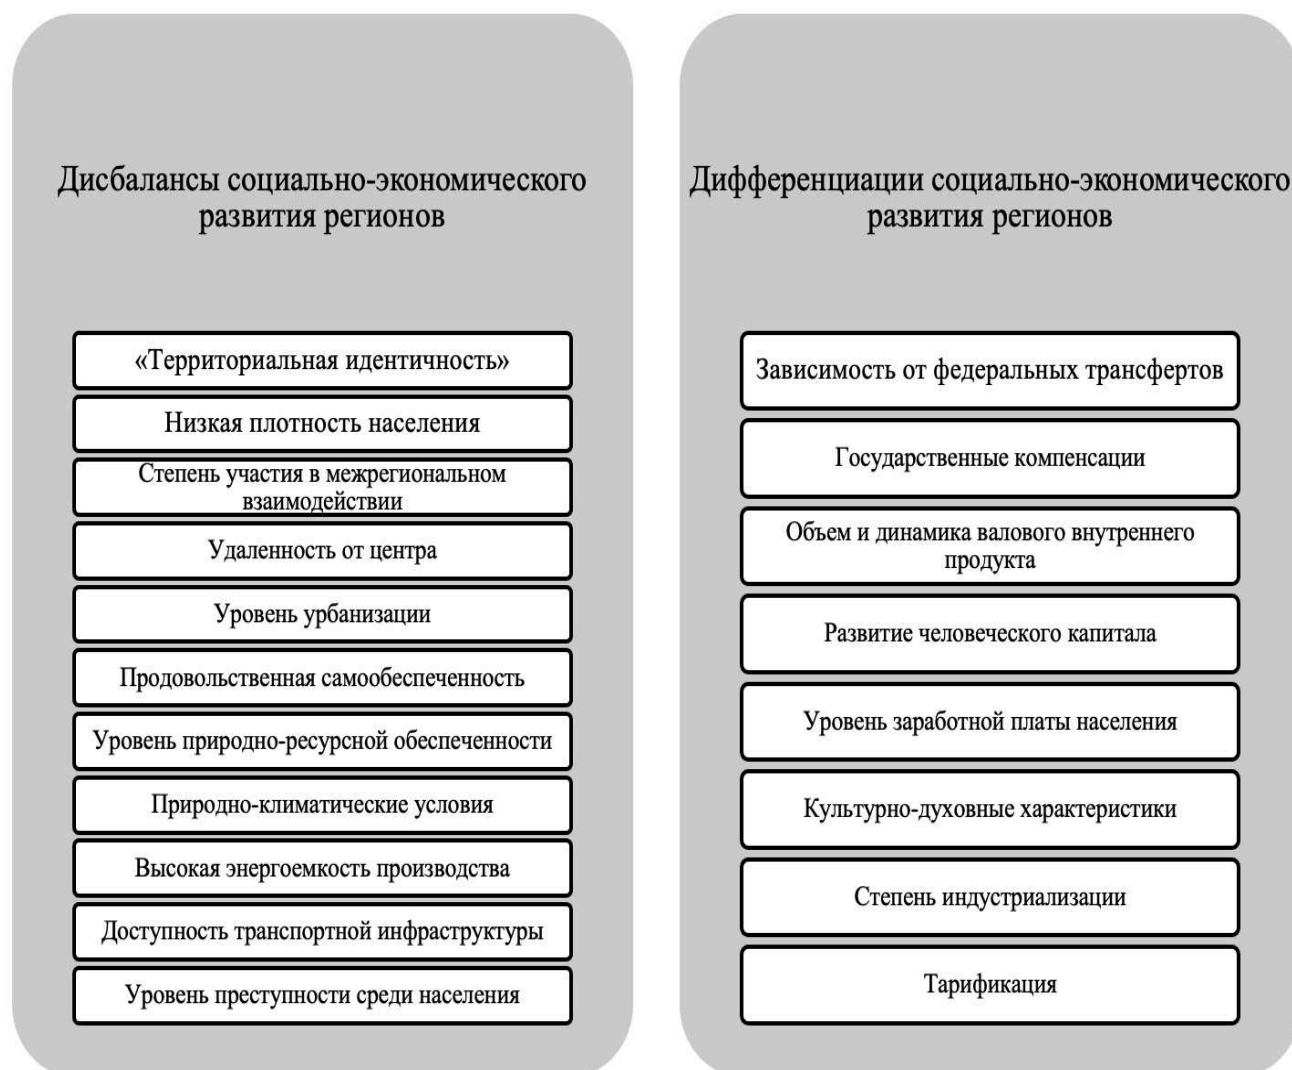 Дисбалансы социально-экономического
развития регионов
«Территориальная идентичность»
Низкая плотность населения
Степень участия в межрегиональном
взаимодействии
Удаленность от центра
Уровень урбанизации
Продовольственная самообеспеченность
Уровень природно-ресурсной обеспеченности
Природно-климатические условия
Высокая энергоемкость производства
Доступность транспортной инфраструктуры
Уровень преступности среди населения
Дифференциации социально-экономического
развития регионов
Зависимость от федеральных трансфертов
Государственные компенсации
Объем и динамика валового внутреннего
продукта
Развитие человеческого капитала
Уровень заработной платы населения
Культурно-духовные характеристики
Степень индустриализации
Тарификация